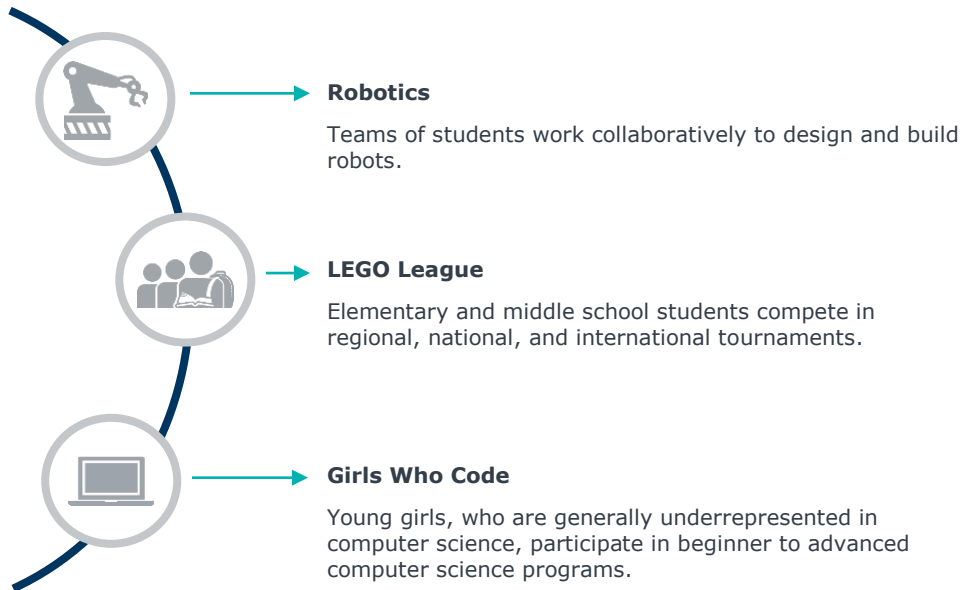 Robotics
Teams of students work collaboratively to design and build
robots.
LEGO League
Elementary and middle school students compete in
regional, national, and international tournaments.
Girls Who Code
Young girls, who are generally underrepresented in
computer science, participate in beginner to advanced
computer science programs.